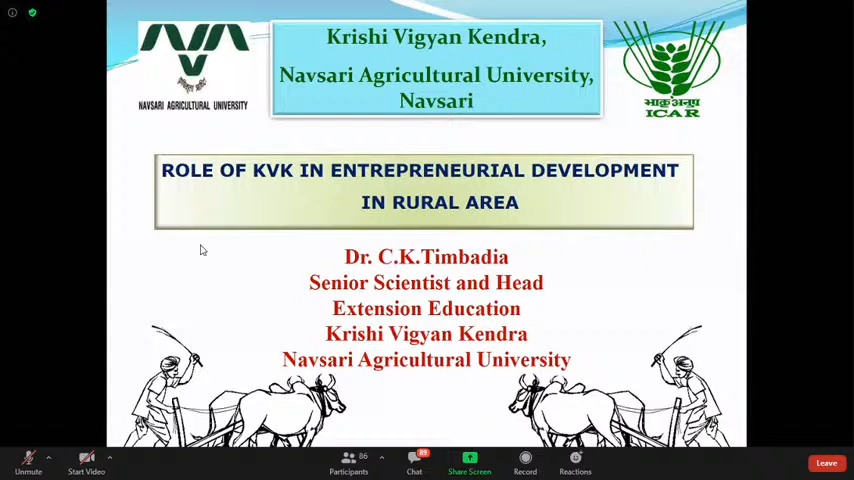 Krishi Vigyan Kendra,
Navsari Agricultural University,
Navsari
NAVSARI AGRICULTURAL UNIVERSITY
भाकृअनुप
ICAR
ROLE OF KVK IN ENTREPRENEURIAL DEVELOPMENT
IN RURAL AREA
Dr. C.K.Timbadia
Senior Scientist and Head
Extension Education
Krishi Vigyan Kendra
Navsari Agricultural University
Unmute
Start Video
86
Participants
89
Chat
Share Screen
Record
Reactions
Leave